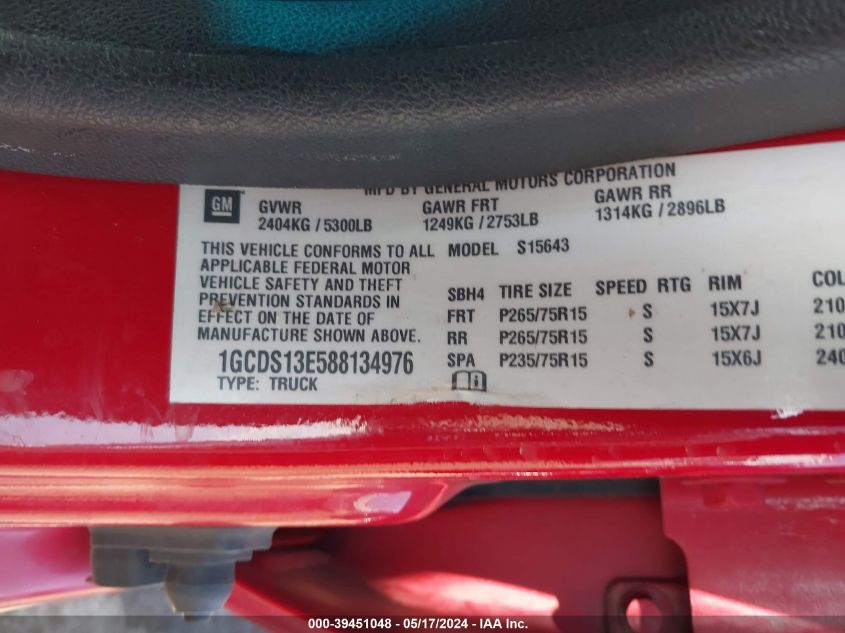 MFD BY GENERAL MOTORS CORPORATION
GM GVWR GAWR FRT GAWR RR
2404KG / 5300LB 1249KG / 2753LB 1314KG / 2896LB
THIS VEHICLE CONFORMS TO ALL
APPLICABLE FEDERAL MOTOR
VEHICLE SAFETY AND THEFT
PREVENTION STANDARDS IN
EFFECT ON THE DATE OF
MANUFACTURE SHOWN ABOVE.
1GCDS13E588134976
TYPE: TRUCK
MODEL S15643
SBH4 TIRE SIZE SPEED RTG RIM COL
FRT P265/75R15 S 15X7J 210
RR P265/75R15 S 15X7J 210
SPA P235/75R15 S 15X6J 240
000-39451048 - 05/17/2024 - IAA Inc.